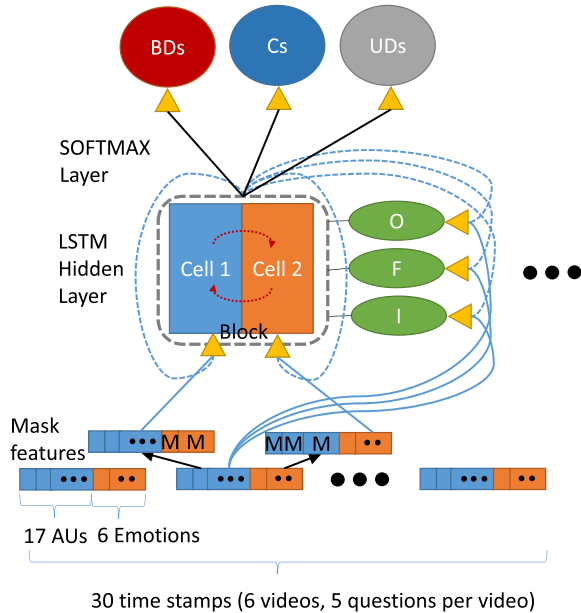 BDs
Cs
UDs
SOFTMAX
Layer
LSTM
Hidden
Layer
Cell 1
Cell 2
Block
O
F
I
Mask
features
M M
MM M
17 AUs
6 Emotions
30 time stamps (6 videos, 5 questions per video)